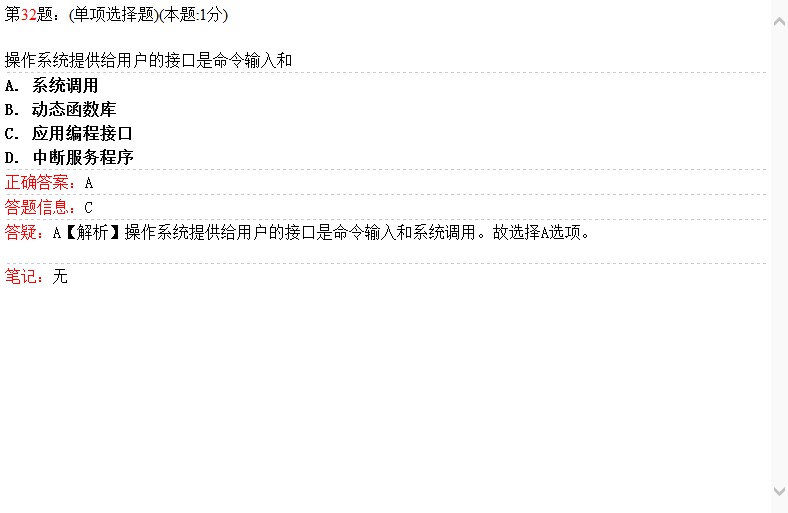 第32题：(单项选择题)(本题:1分)
操作系统提供给用户的接口是命令输入和
A. 系统调用
B. 动态函数库
C. 应用编程接口
D. 中断服务程序
正确答案：A
答题信息：C
答疑：A【解析】操作系统提供给用户的接口是命令输入和系统调用。故选择A选项。
笔记：无